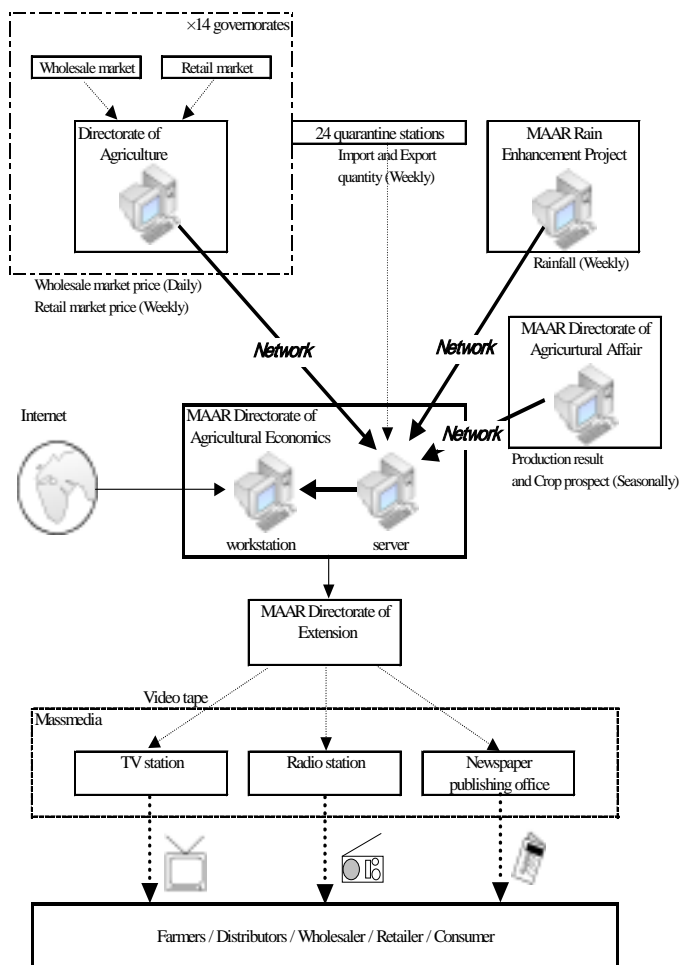 ×14 governorates
Wholesale market
Retail market
Directorate of
Agriculture
24 quarantine stations
Import and Export
quantity (Weekly)
MAAR Rain
Enhancement Project
Rainfall (Weekly)
Wholesale market price (Daily)
Retail market price (Weekly)
Network
Network
MAAR Directorate of
Agricurtural Affair
Internet
MAAR Directorate of
Agricultural Economics
Network
Production result
and Crop prospect (Seasonally)
workstation
server
MAAR Directorate of
Extension
Video tape
Massmedia
TV station
Radio station
Newspaper
publishing office
Farmers / Distributors / Wholesaler / Retailer / Consumer